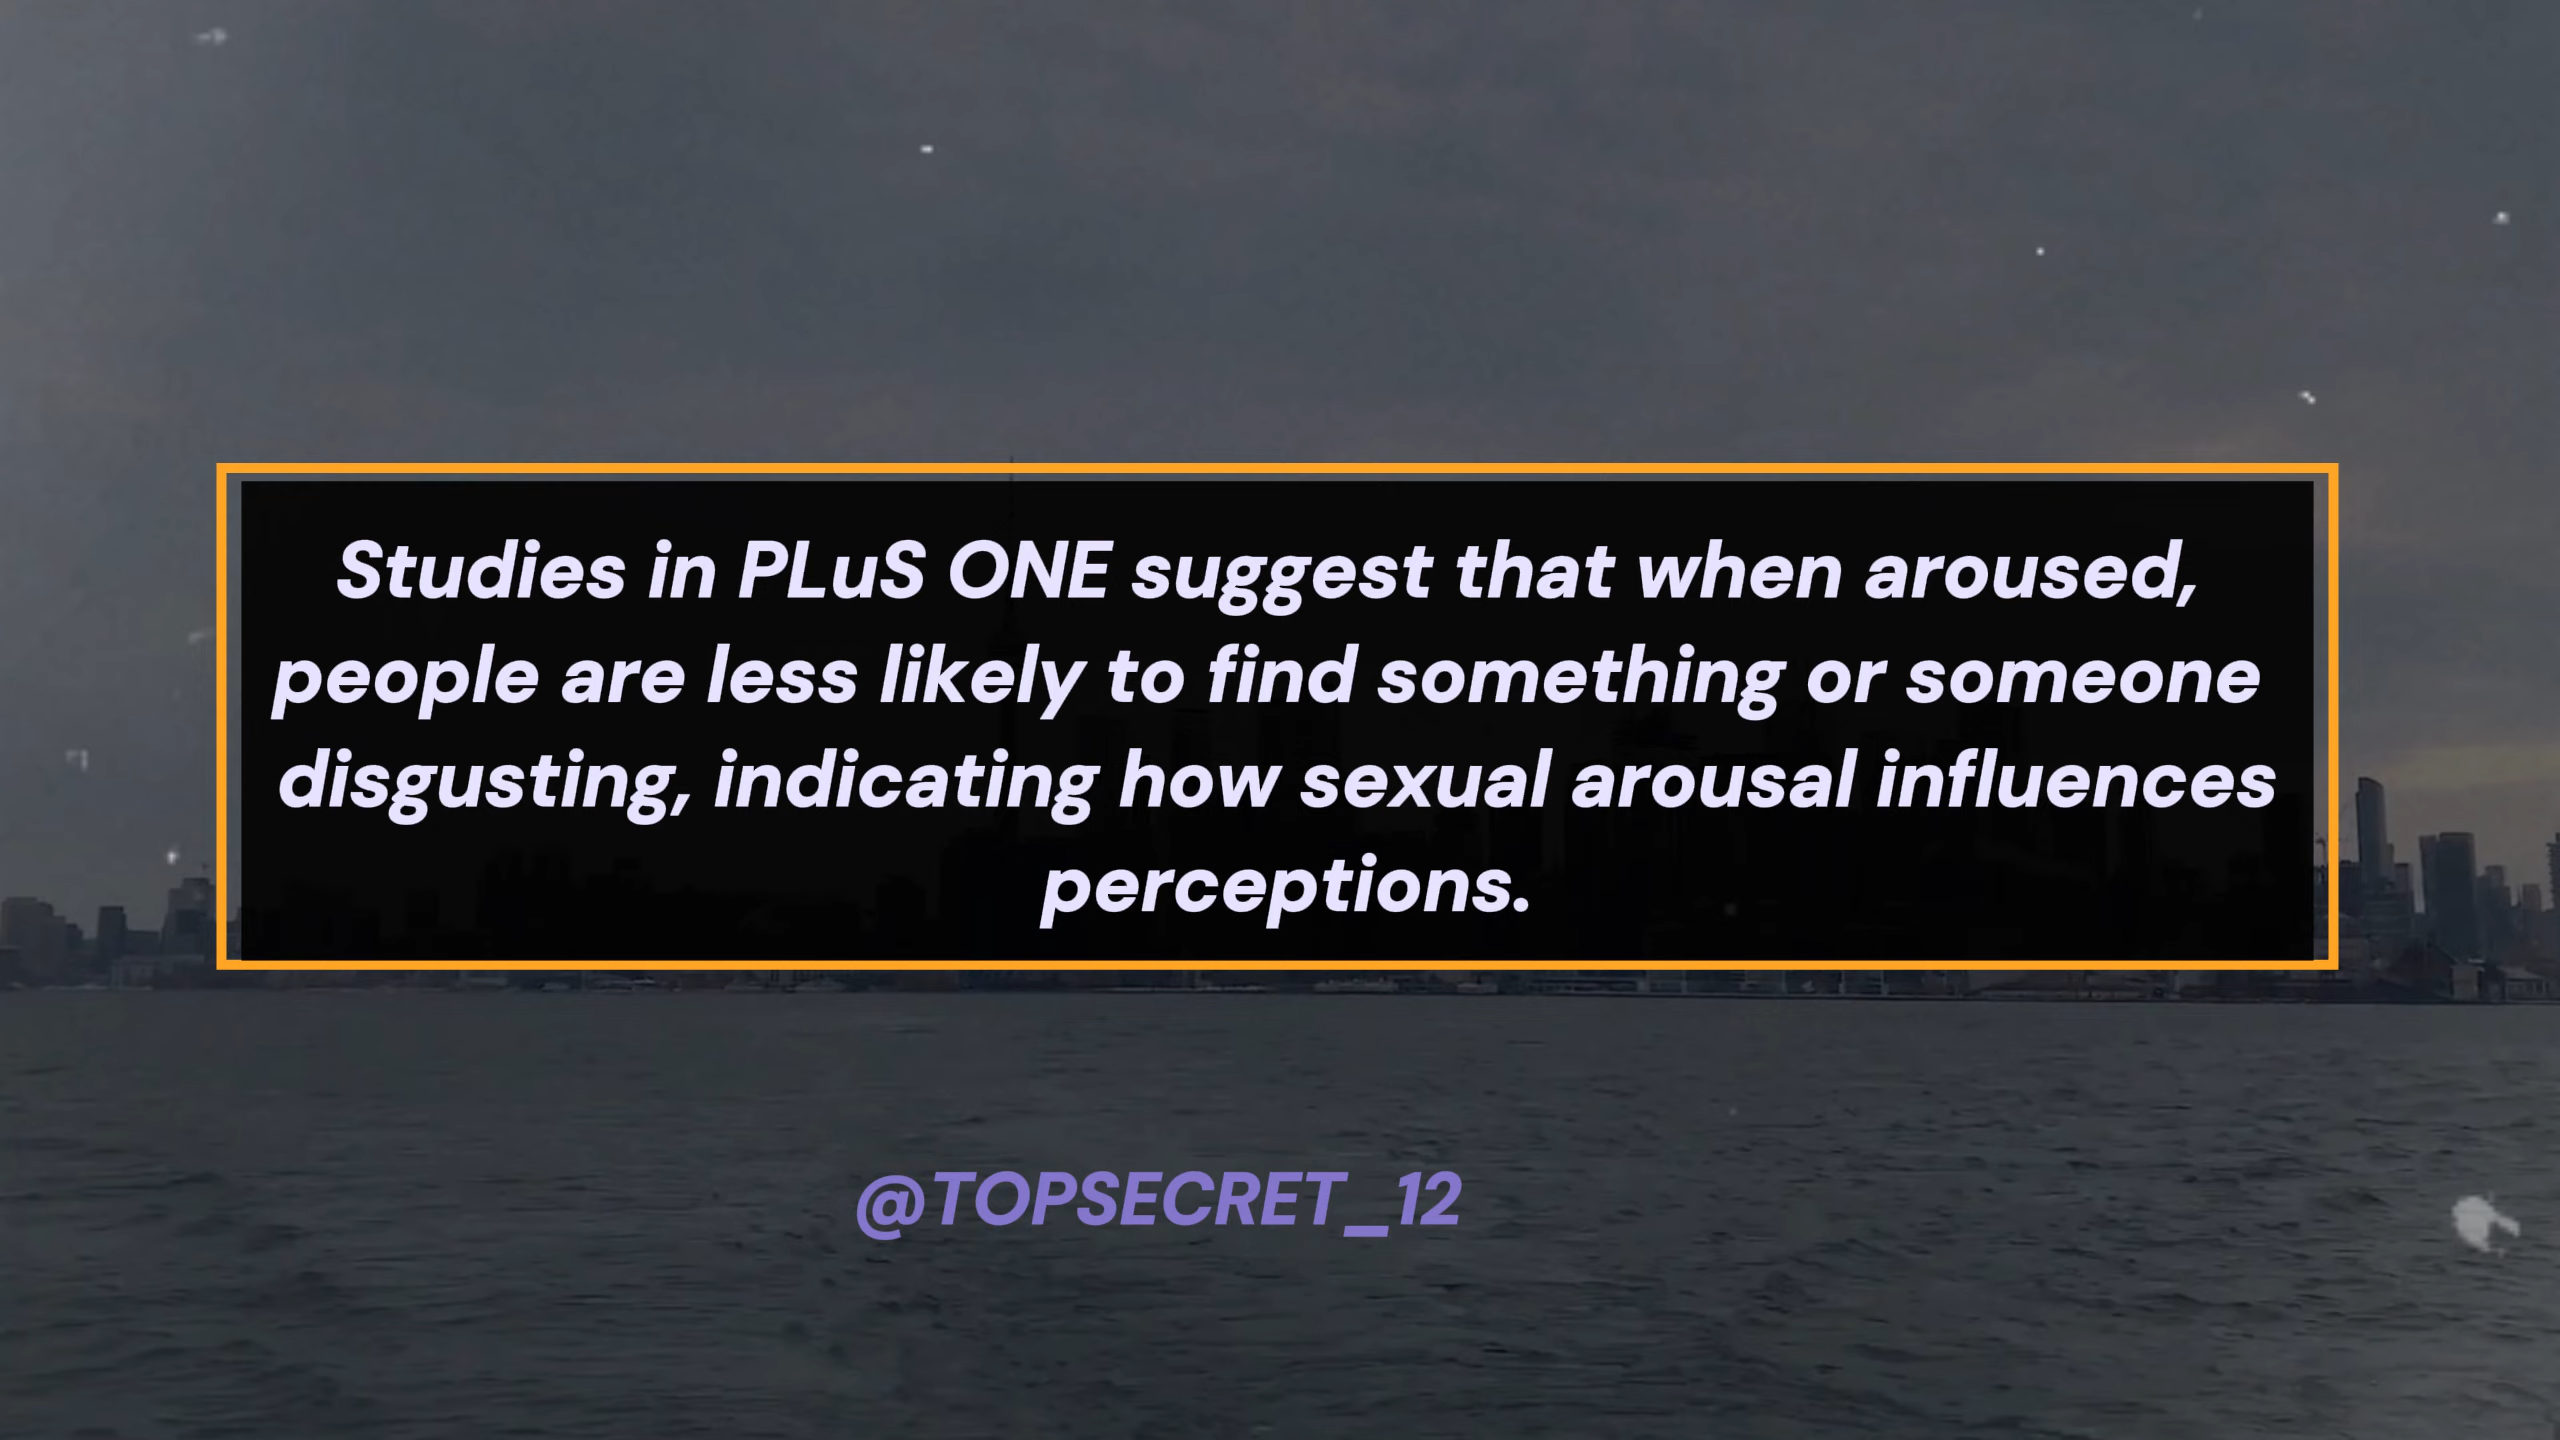 Studies in PLuS ONE suggest that when aroused,
people are less likely to find something or someone
disgusting, indicating how sexual arousal influences
perceptions.
@TOPSECRET_12